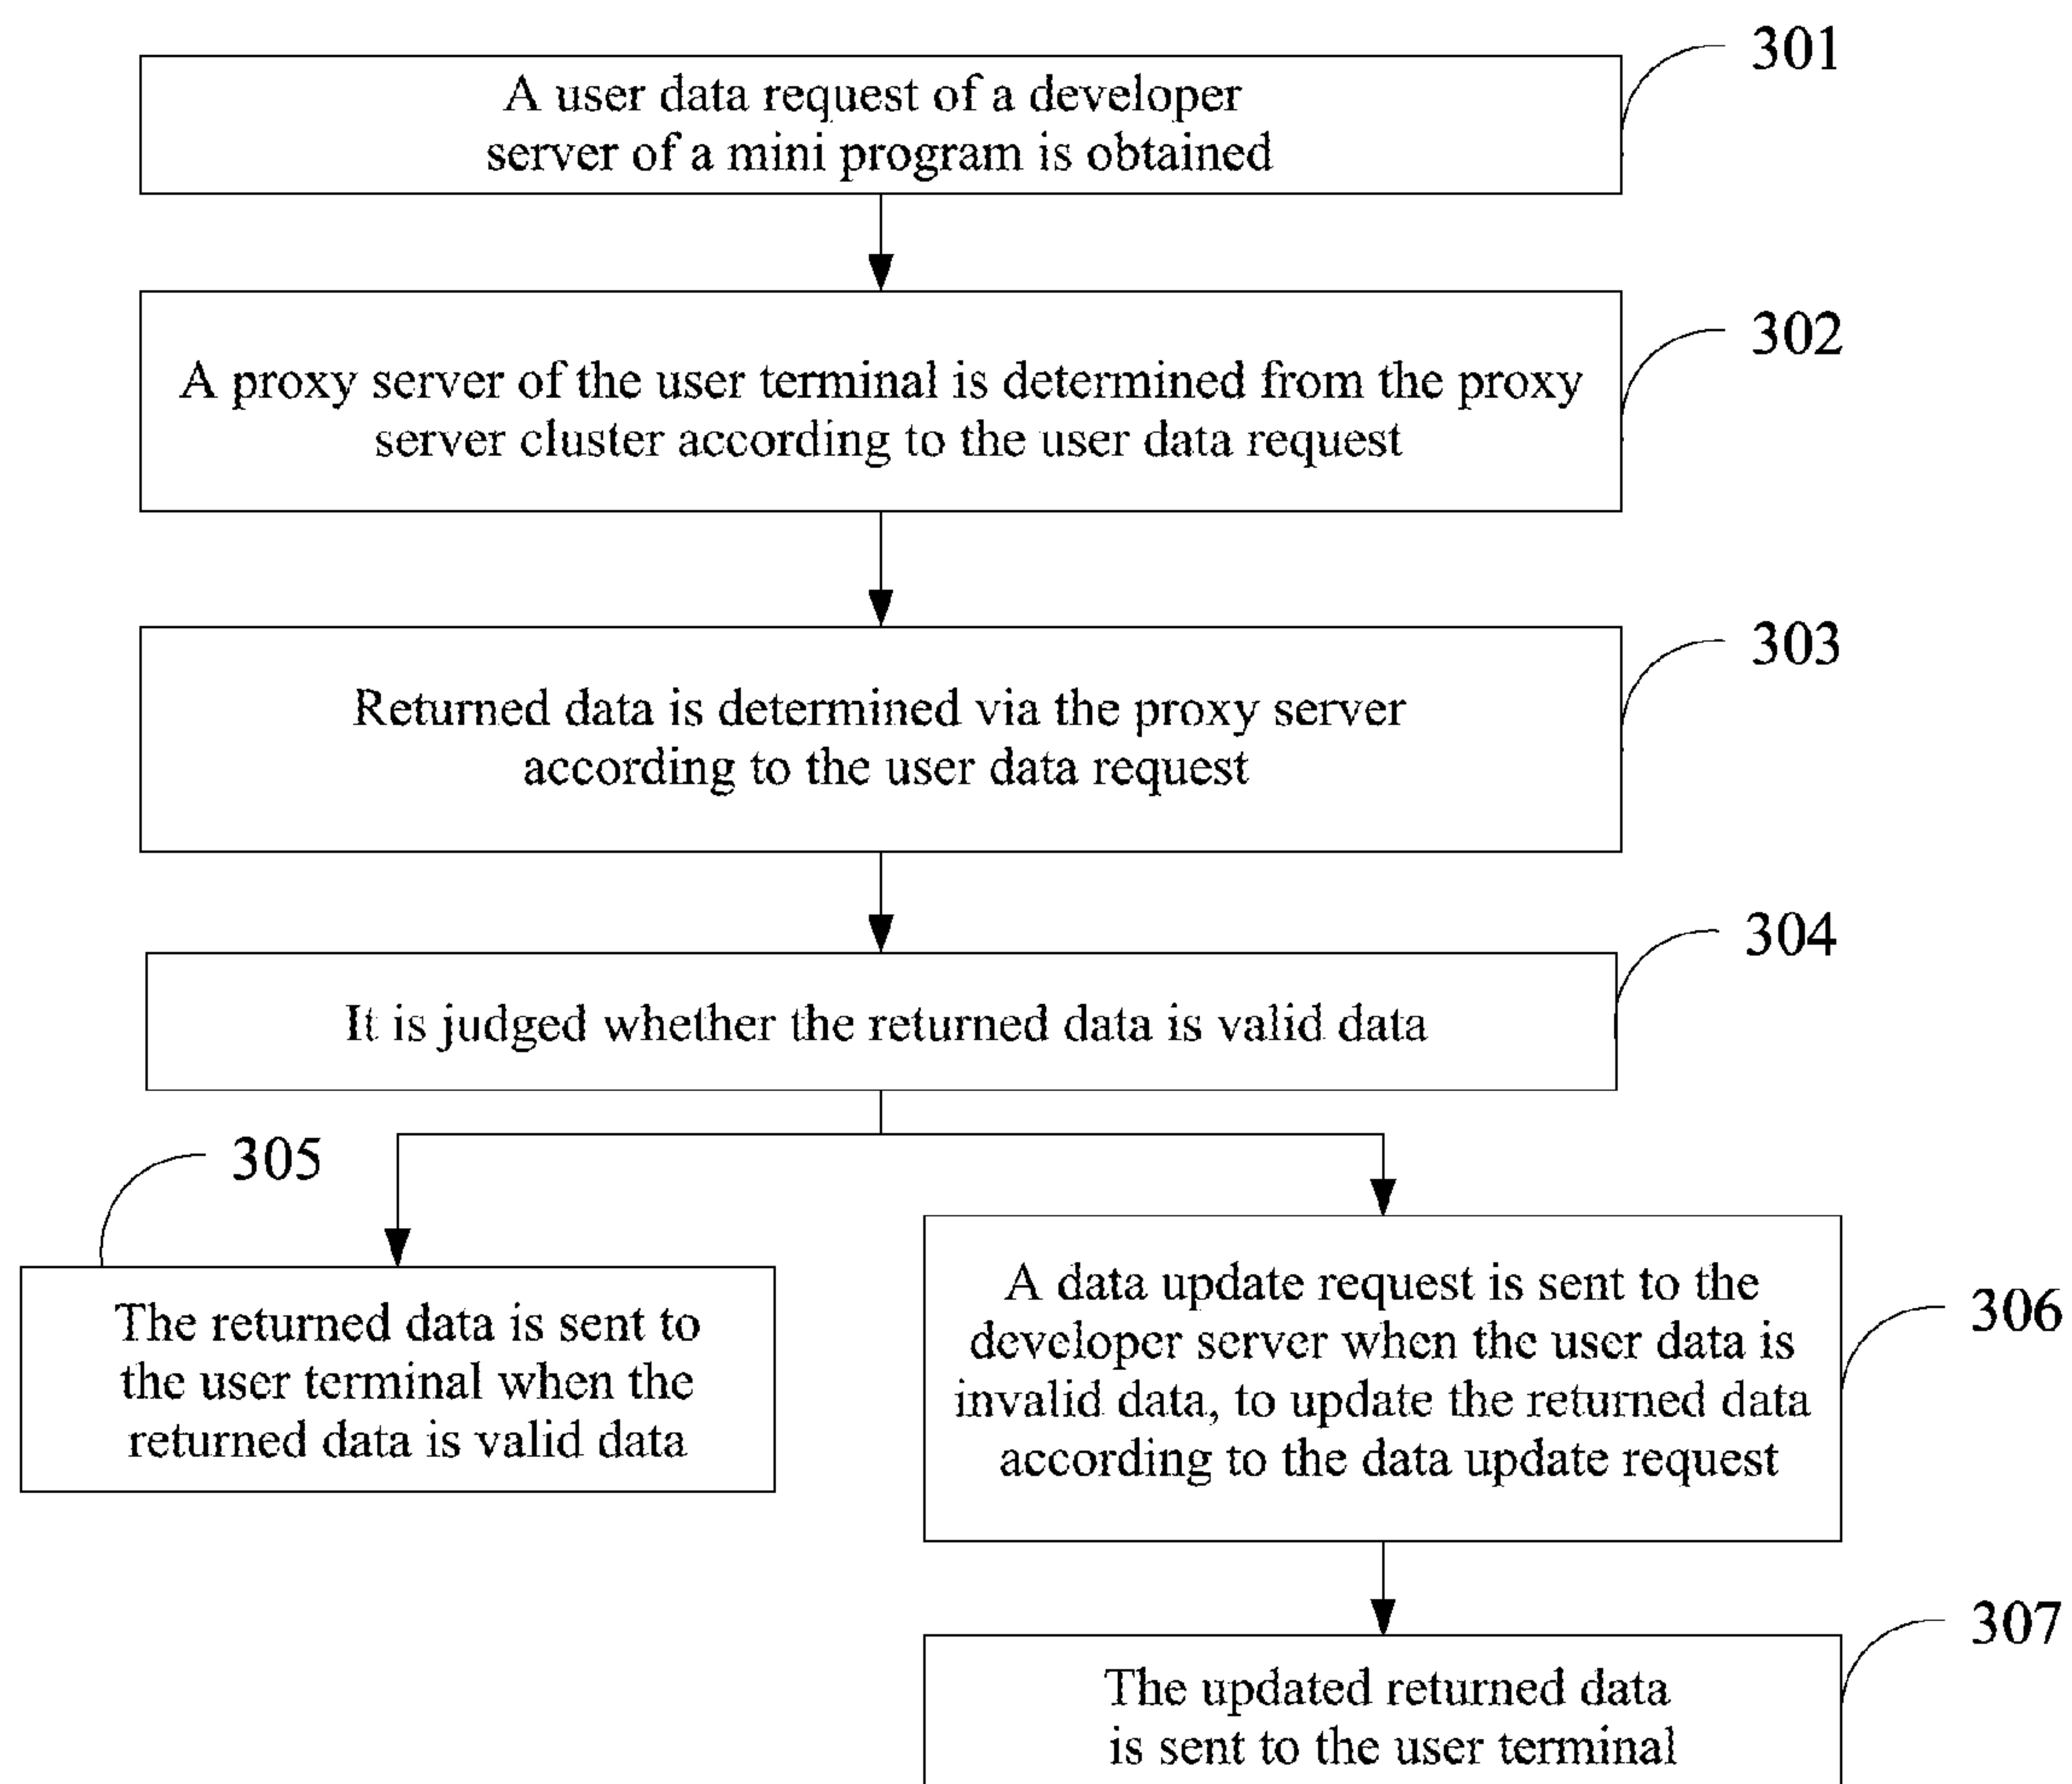 301
A user data request of a developer
server of a mini program is obtained
302
A proxy server of the user terminal is determined from the proxy
server cluster according to the user data request
303
Returned data is determined via the proxy server
according to the user data request
304
It is judged whether the returned data is valid data
305
The returned data is sent to
the user terminal when the
returned data is valid data
306
A data update request is sent to the
developer server when the user data is
invalid data, to update the returned data
according to the data update request
307
The updated returned data
is sent to the user terminal